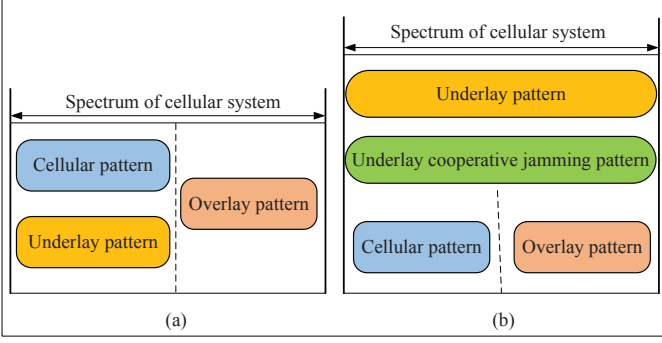 Spectrum of cellular system
Cellular pattern
Overlay pattern
Underlay pattern
(a)
Spectrum of cellular system
Underlay pattern
Underlay cooperative jamming pattern
Cellular pattern
Overlay pattern
(b)